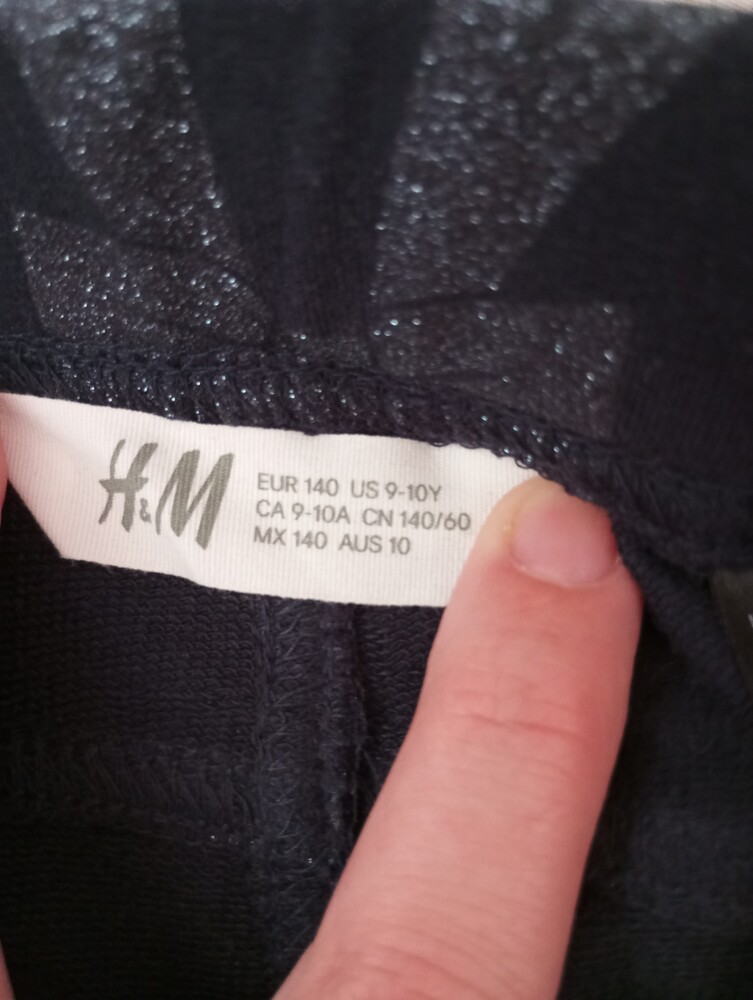 H&M
EUR 140 US 9-10Y
CA 9-10A CN 140/60
MX 140 AUS 10